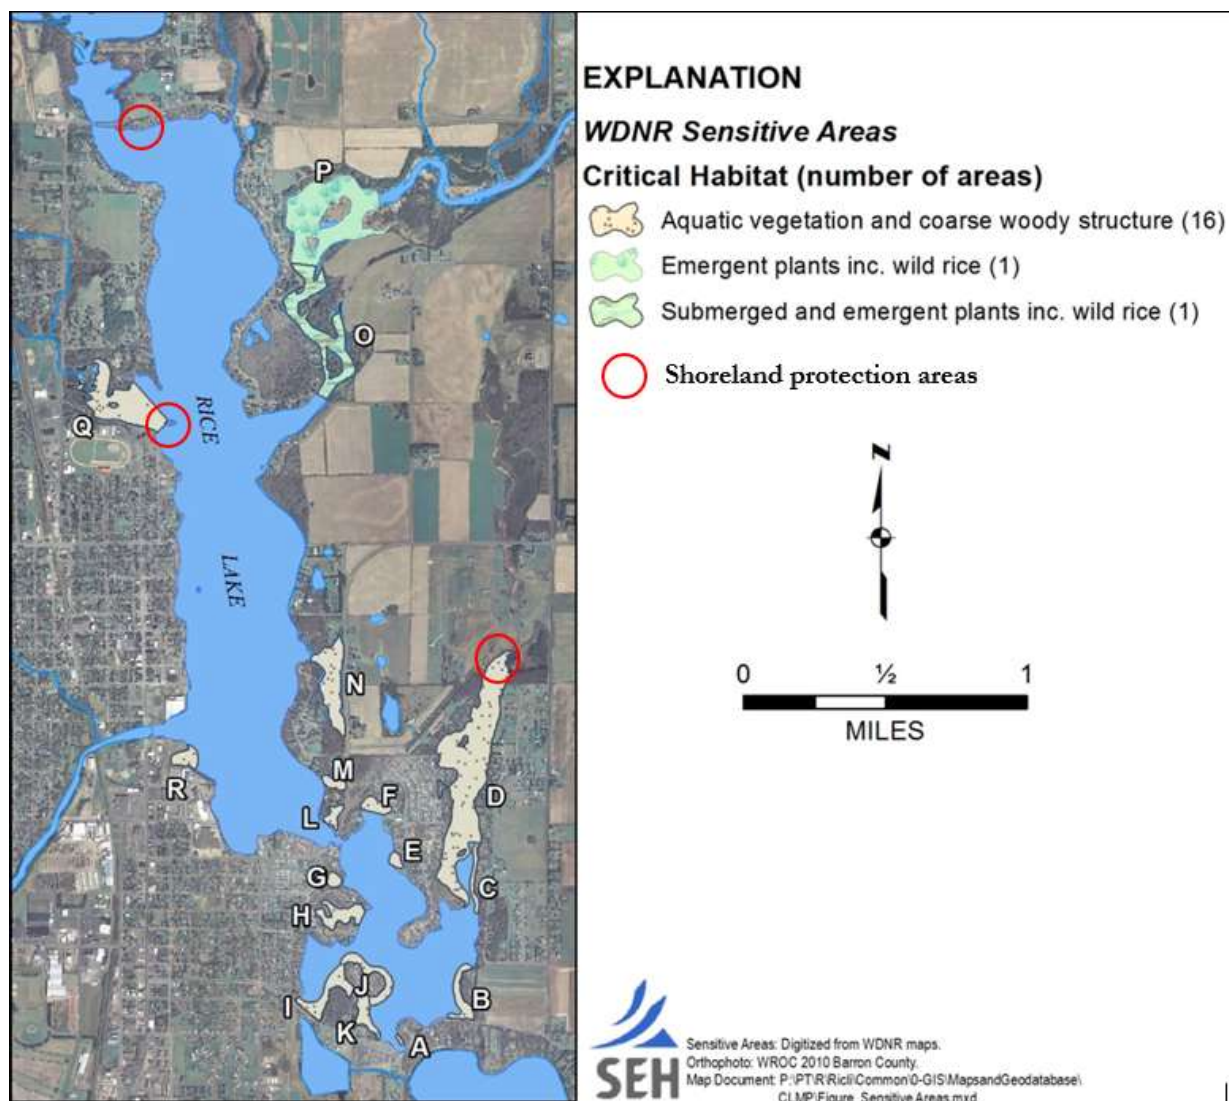 EXPLANATION
WDNR Sensitive Areas
Critical Habitat (number of areas)
Aquatic vegetation and coarse woody structure (16)
Emergent plants inc. wild rice (1)
Submerged and emergent plants inc. wild rice (1)
Shoreland protection areas
P
O
Q
RICE
LAKE
N
M
F
R
D
L
E
G
C
H
J
I
B
K
A
N
0 ½ 1
MILES
SEH
Sensitive Areas: Digitized from WDNR maps.
Orthophoto: WROC 2010 Barron County.
Map Document: P:\PT\R\Ricli\Common\0-GIS\MapsandGeodatabase\
CLMP\Figure_Sensitive Areas.mxd